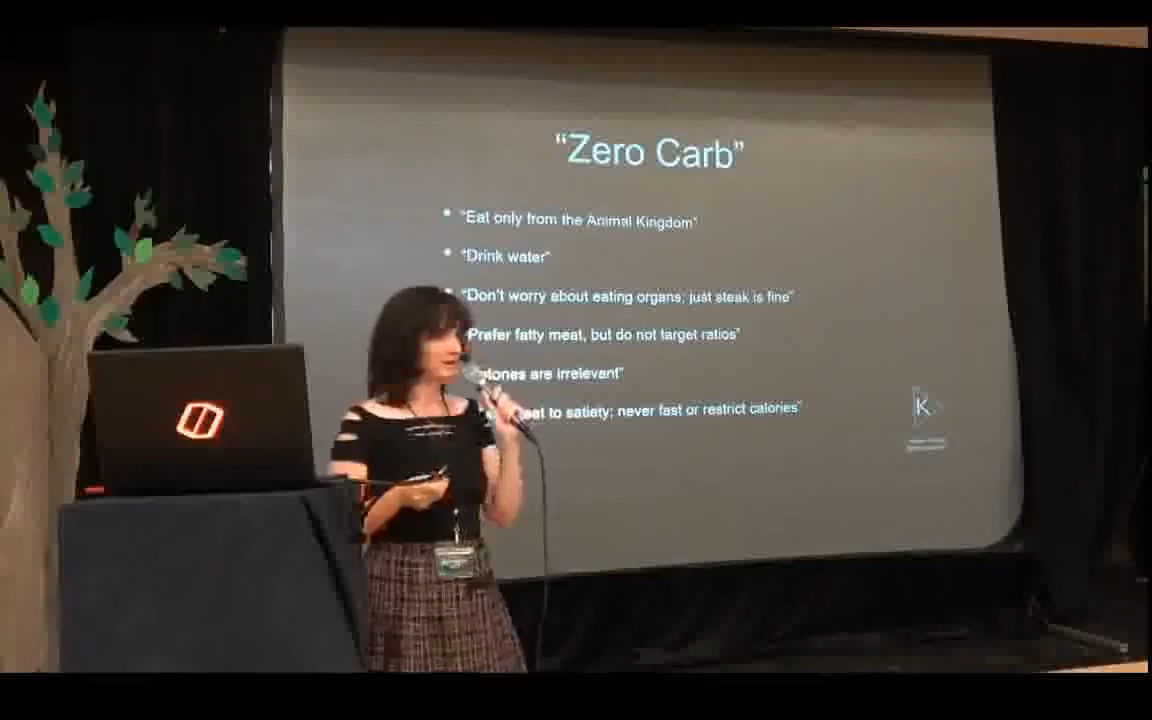 “Zero Carb”
• “Eat only from the Animal Kingdom”
• “Drink water”
“Don't worry about eating organs; just steak is fine”
“Prefer fatty meat, but do not target ratios”
are irrelevant”
to satiety; never fast or restrict calories”
K